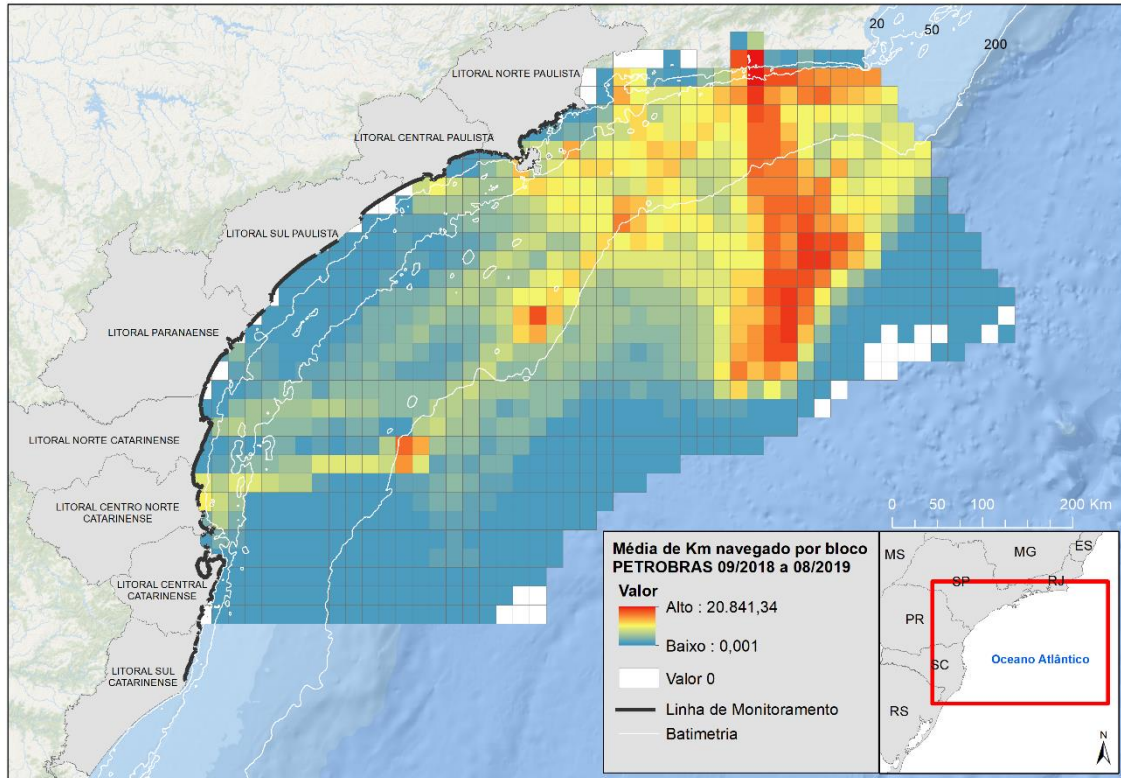 20
50
200
LITORAL NORTE PAULISTA
LITORAL CENTRAL PAULISTA
LITORAL SUL PAULISTA
LITORAL PARANAENSE
LITORAL NORTE CATARINENSE
LITORAL CENTRO NORTE
CATARINENSE
LITORAL CENTRAL
CATARINENSE
LITORAL SUL
CATARINENSE
0 50 100 200 Km
Média de Km navegado por bloco
PETROBRAS 09/2018 a 08/2019
Valor
Alto : 20.841,34
Baixo : 0,001
Valor 0
Linha de Monitoramento
Batimetria
MS
MG
ES
SP
RJ
PR
SC
Oceano Atlântico
RS
N